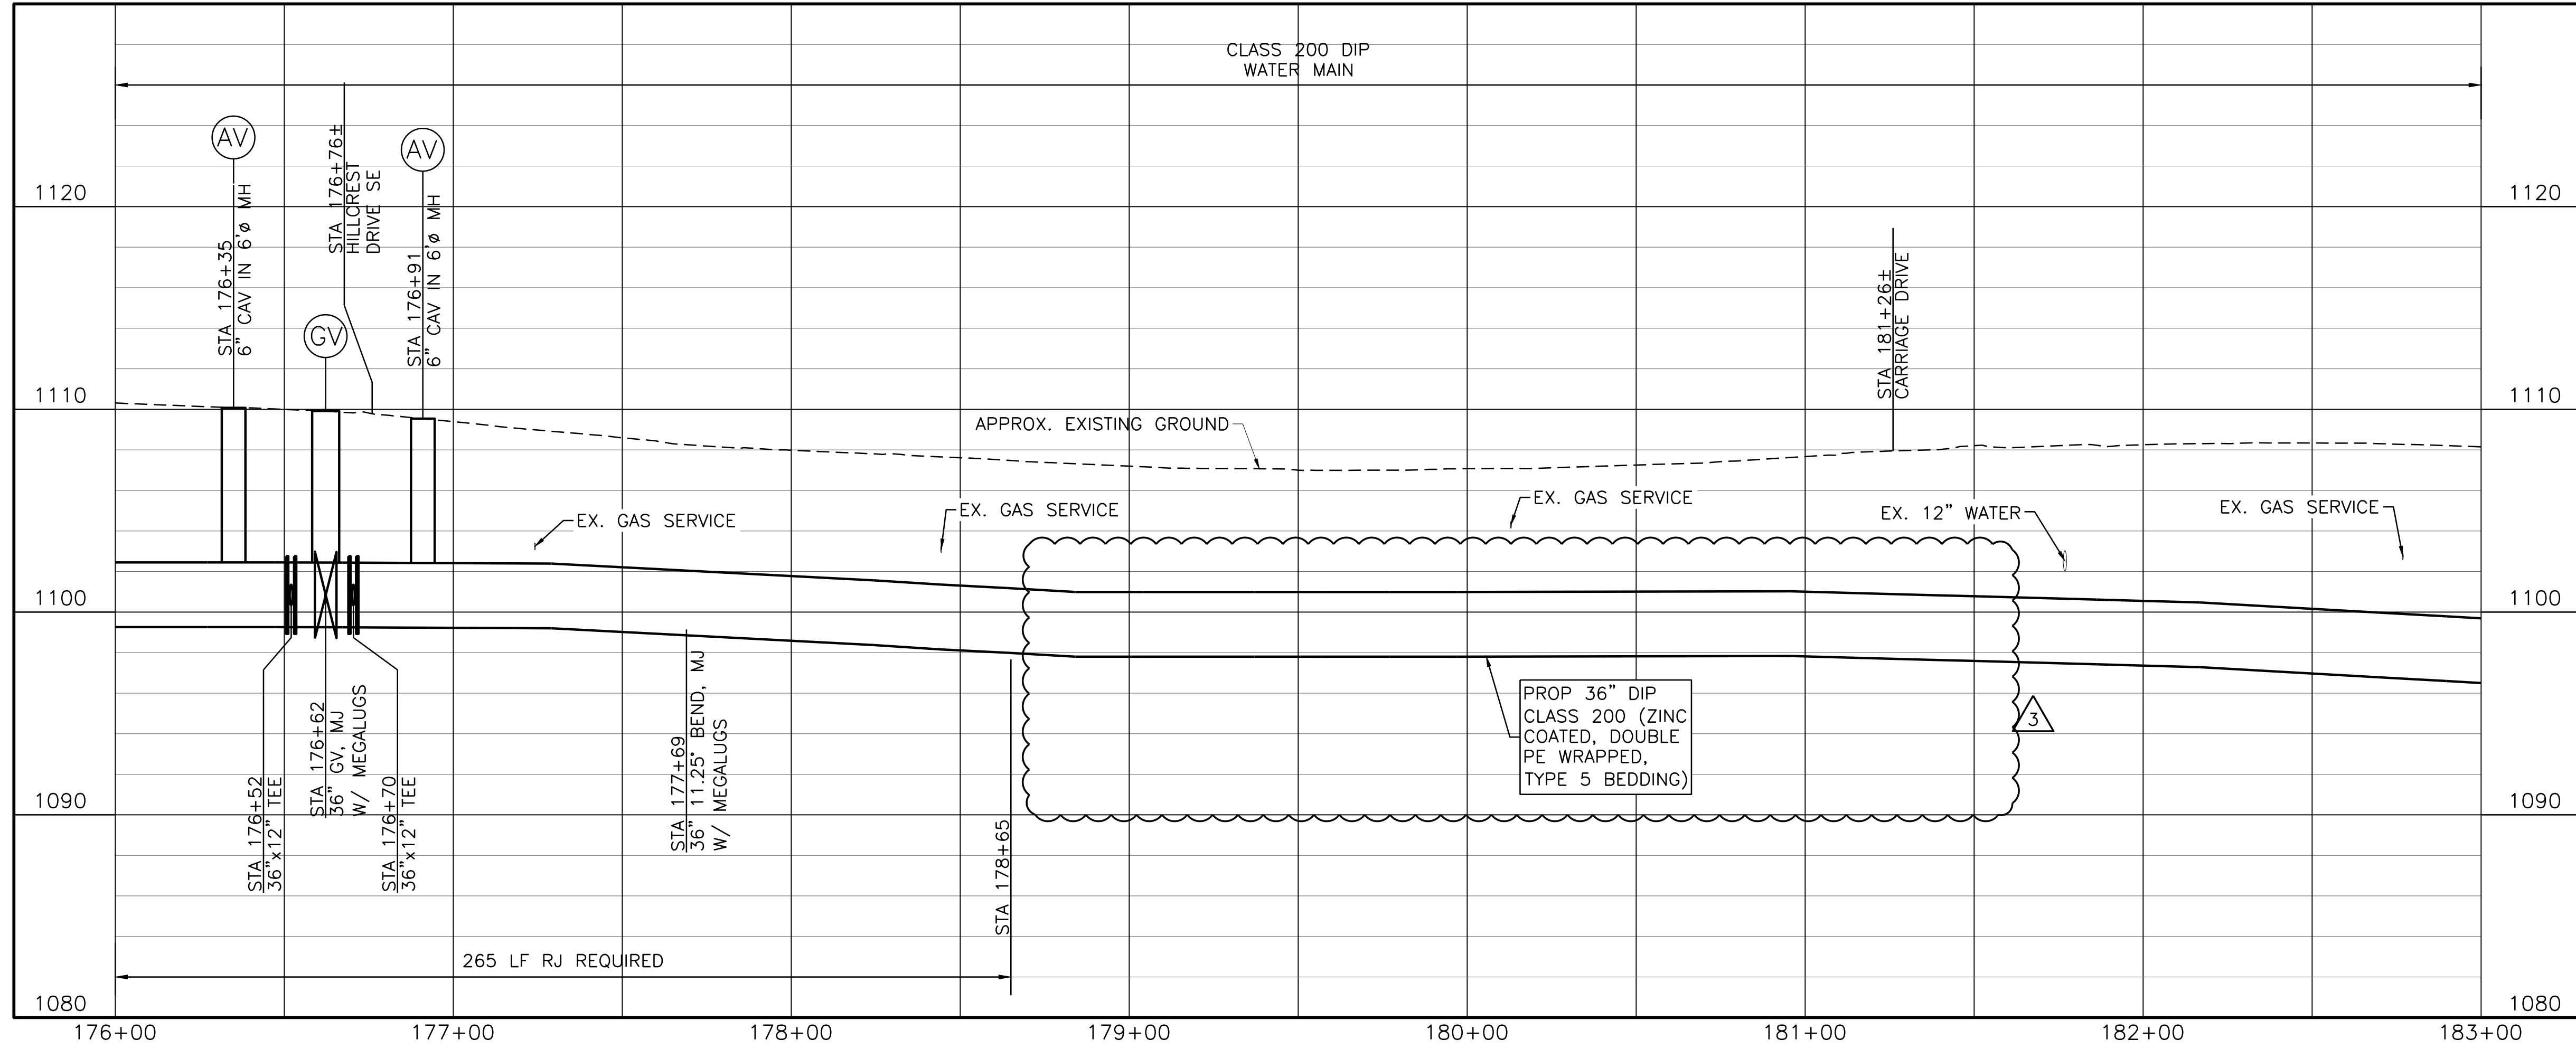 CLASS 200 DIP
WATER MAIN
AV
STA 176+35
6" CAV IN 6'ø MH
STA 176+76±
HILLCREST
DRIVE SE
AV
STA 176+91
6" CAV IN 6'ø MH
GV
1120
1120
STA 181+26±
CARRIAGE DRIVE
1110
1110
APPROX. EXISTING GROUND
EX. GAS SERVICE
EX. GAS SERVICE
EX. GAS SERVICE
EX. 12" WATER
EX. GAS SERVICE
1100
1100
STA 176+52
36"x12" TEE
STA 176+62
36" GV, MJ
W/ MEGALUGS
STA 176+70
36"x12" TEE
STA 177+69
36" 11.25° BEND, MJ
W/ MEGALUGS
STA 178+65
PROP 36" DIP
CLASS 200 (ZINC
COATED, DOUBLE
PE WRAPPED,
TYPE 5 BEDDING)
3
1090
1090
265 LF RJ REQUIRED
1080
1080
176+00
177+00
178+00
179+00
180+00
181+00
182+00
183+00